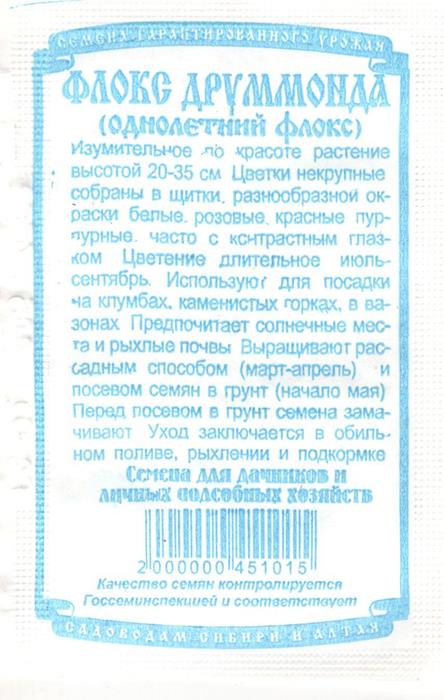 СЕМЕНА ГАРАНТИРОВАННОГО УРОЖАЯ
ФЛОКС ДРУММОНДА
(ОДНОЛЕТНИЙ ФЛОКС)
Изумительное по красоте растение
высотой 20-35 см. Цветки некрупные
собраны в щитки, разнообразной ок-
раски белые, розовые, красные пур-
пурные, часто с контрастным глаз-
ком. Цветение длительное июль-
сентябрь. Используют для посадки
на клумбах, каменистых горках, в ва-
зонах. Предпочитает солнечные мес-
та и рыхлые почвы. Выращивают рас-
садным способом (март-апрель) и
посевом семян в грунт (начало мая)
Перед посевом в грунт семена зама-
чивают. Уход заключается в обиль-
ном поливе, рыхлении и подкормке
Семена для дачников и
личных подсобных хозяйств
2 000000 451015
Качество семян контролируется
Госсеминспекцией и соответствует
САДОВОДАМ СИБИРИ И АЛТАЯ